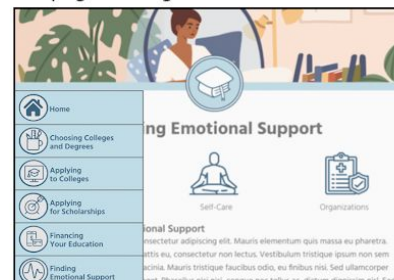 Home
ing Emotional Support
Choosing Colleges
and Degrees
Applying
to Colleges
Self-Care
Organizations
Applying
for Scholarships
ional Support
Financing
Your Education
nsectetur adipiscing elit. Mauris elementum quis massa eu pharetra.
attis eu, consectetur non lectus. Vestibulum tristique ipsum non sem
acinia. Mauris tristique faucibus odio, eu finibus nisi. Sed ullamcorper
Finding
Emotional Support